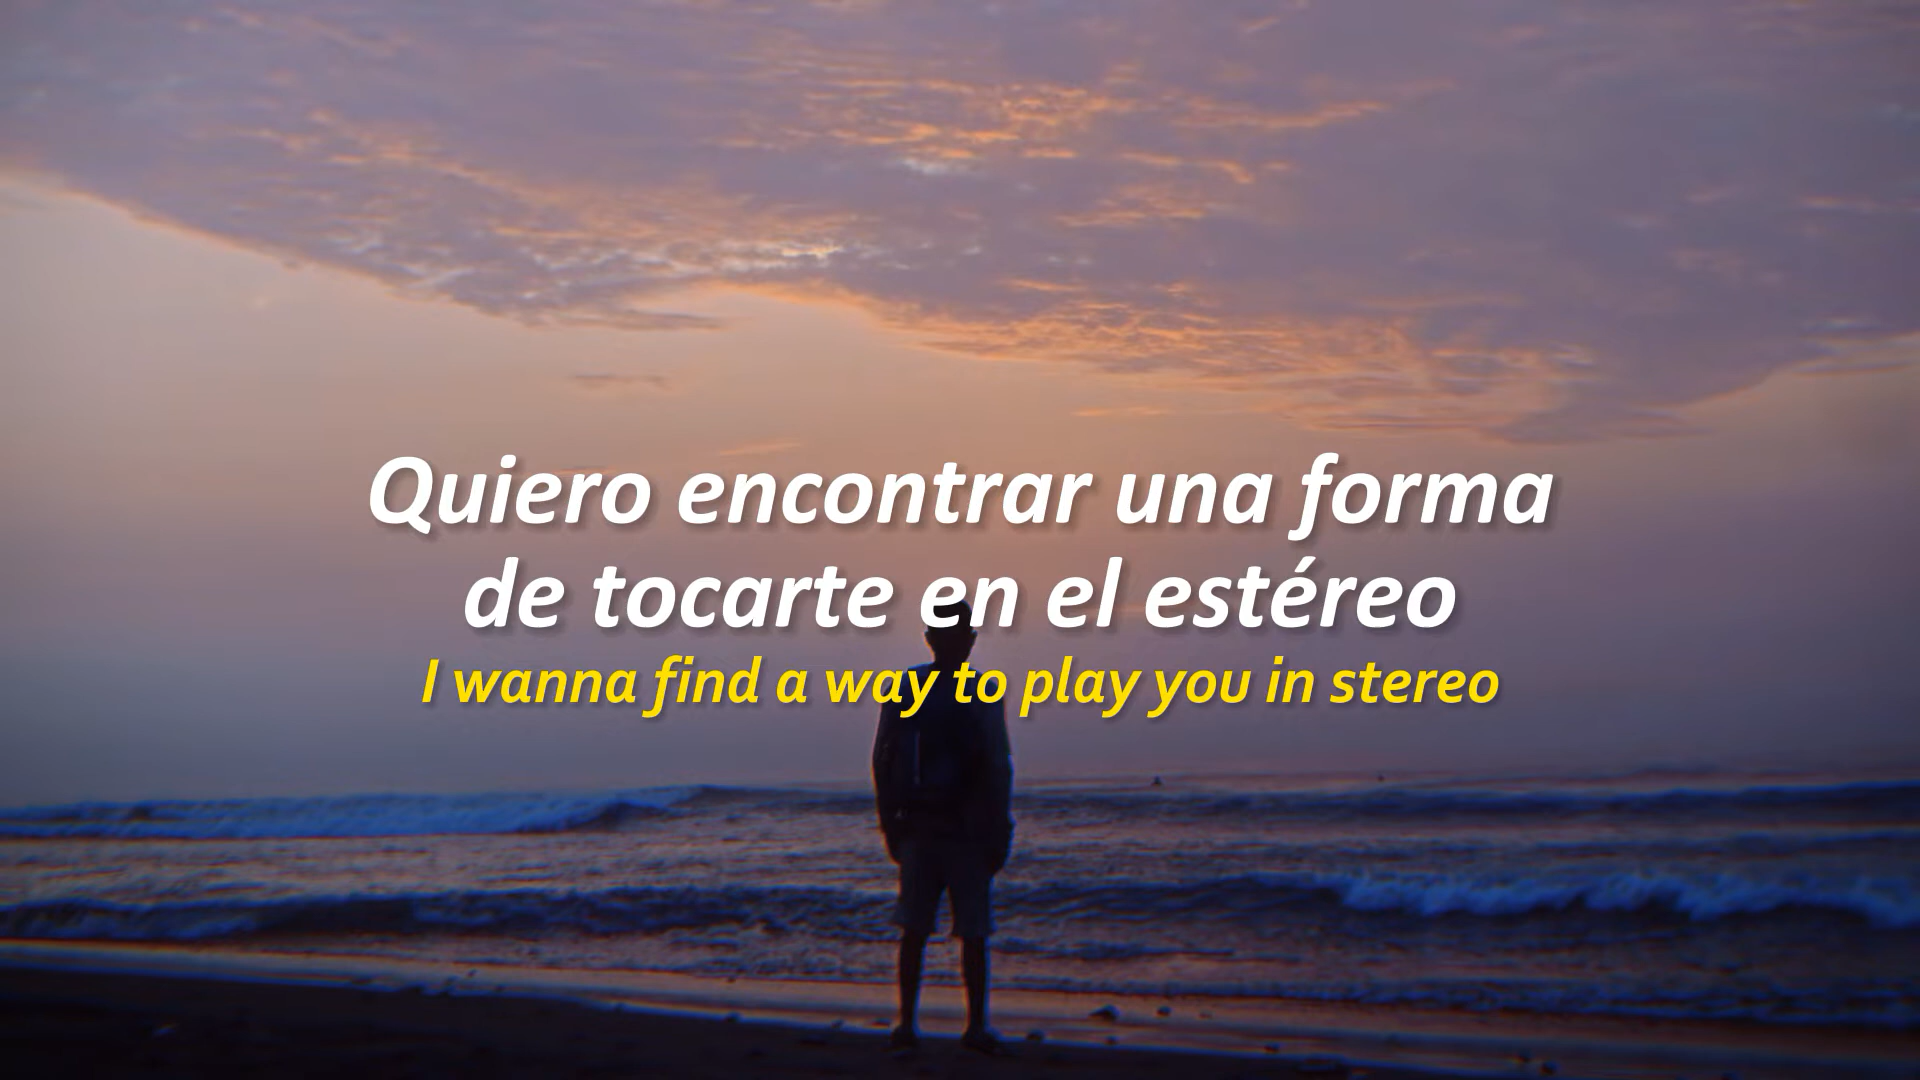 Quiero encontrar una forma
de tocarte en el estéreo
I wanna find a way to play you in stereo